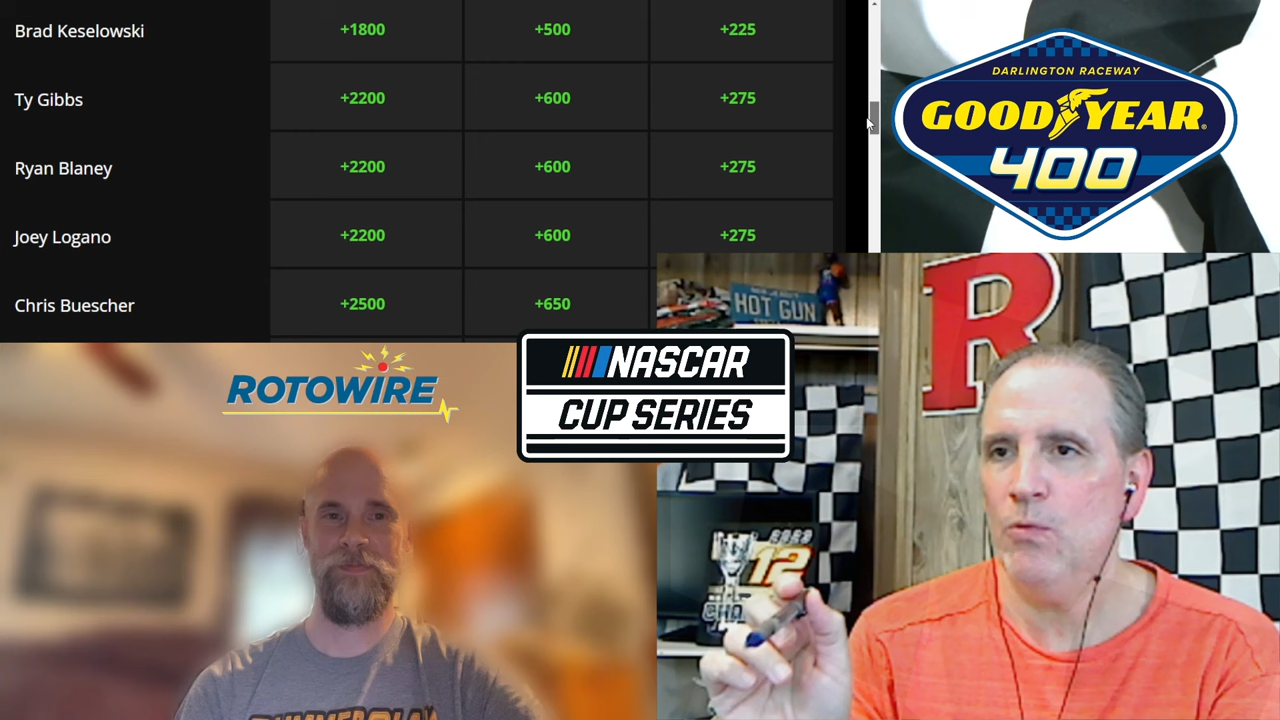 Brad Keselowski +1800 +500 +225
Ty Gibbs +2200 +600 +275
Ryan Blaney +2200 +600 +275
Joey Logano +2200 +600 +275
Chris Buescher +2500 +650
DARLINGTON RACEWAY
GOODYEAR
400
HOT GUN
R
ROTOWIRE
NASCAR
CUP SERIES
2023
12